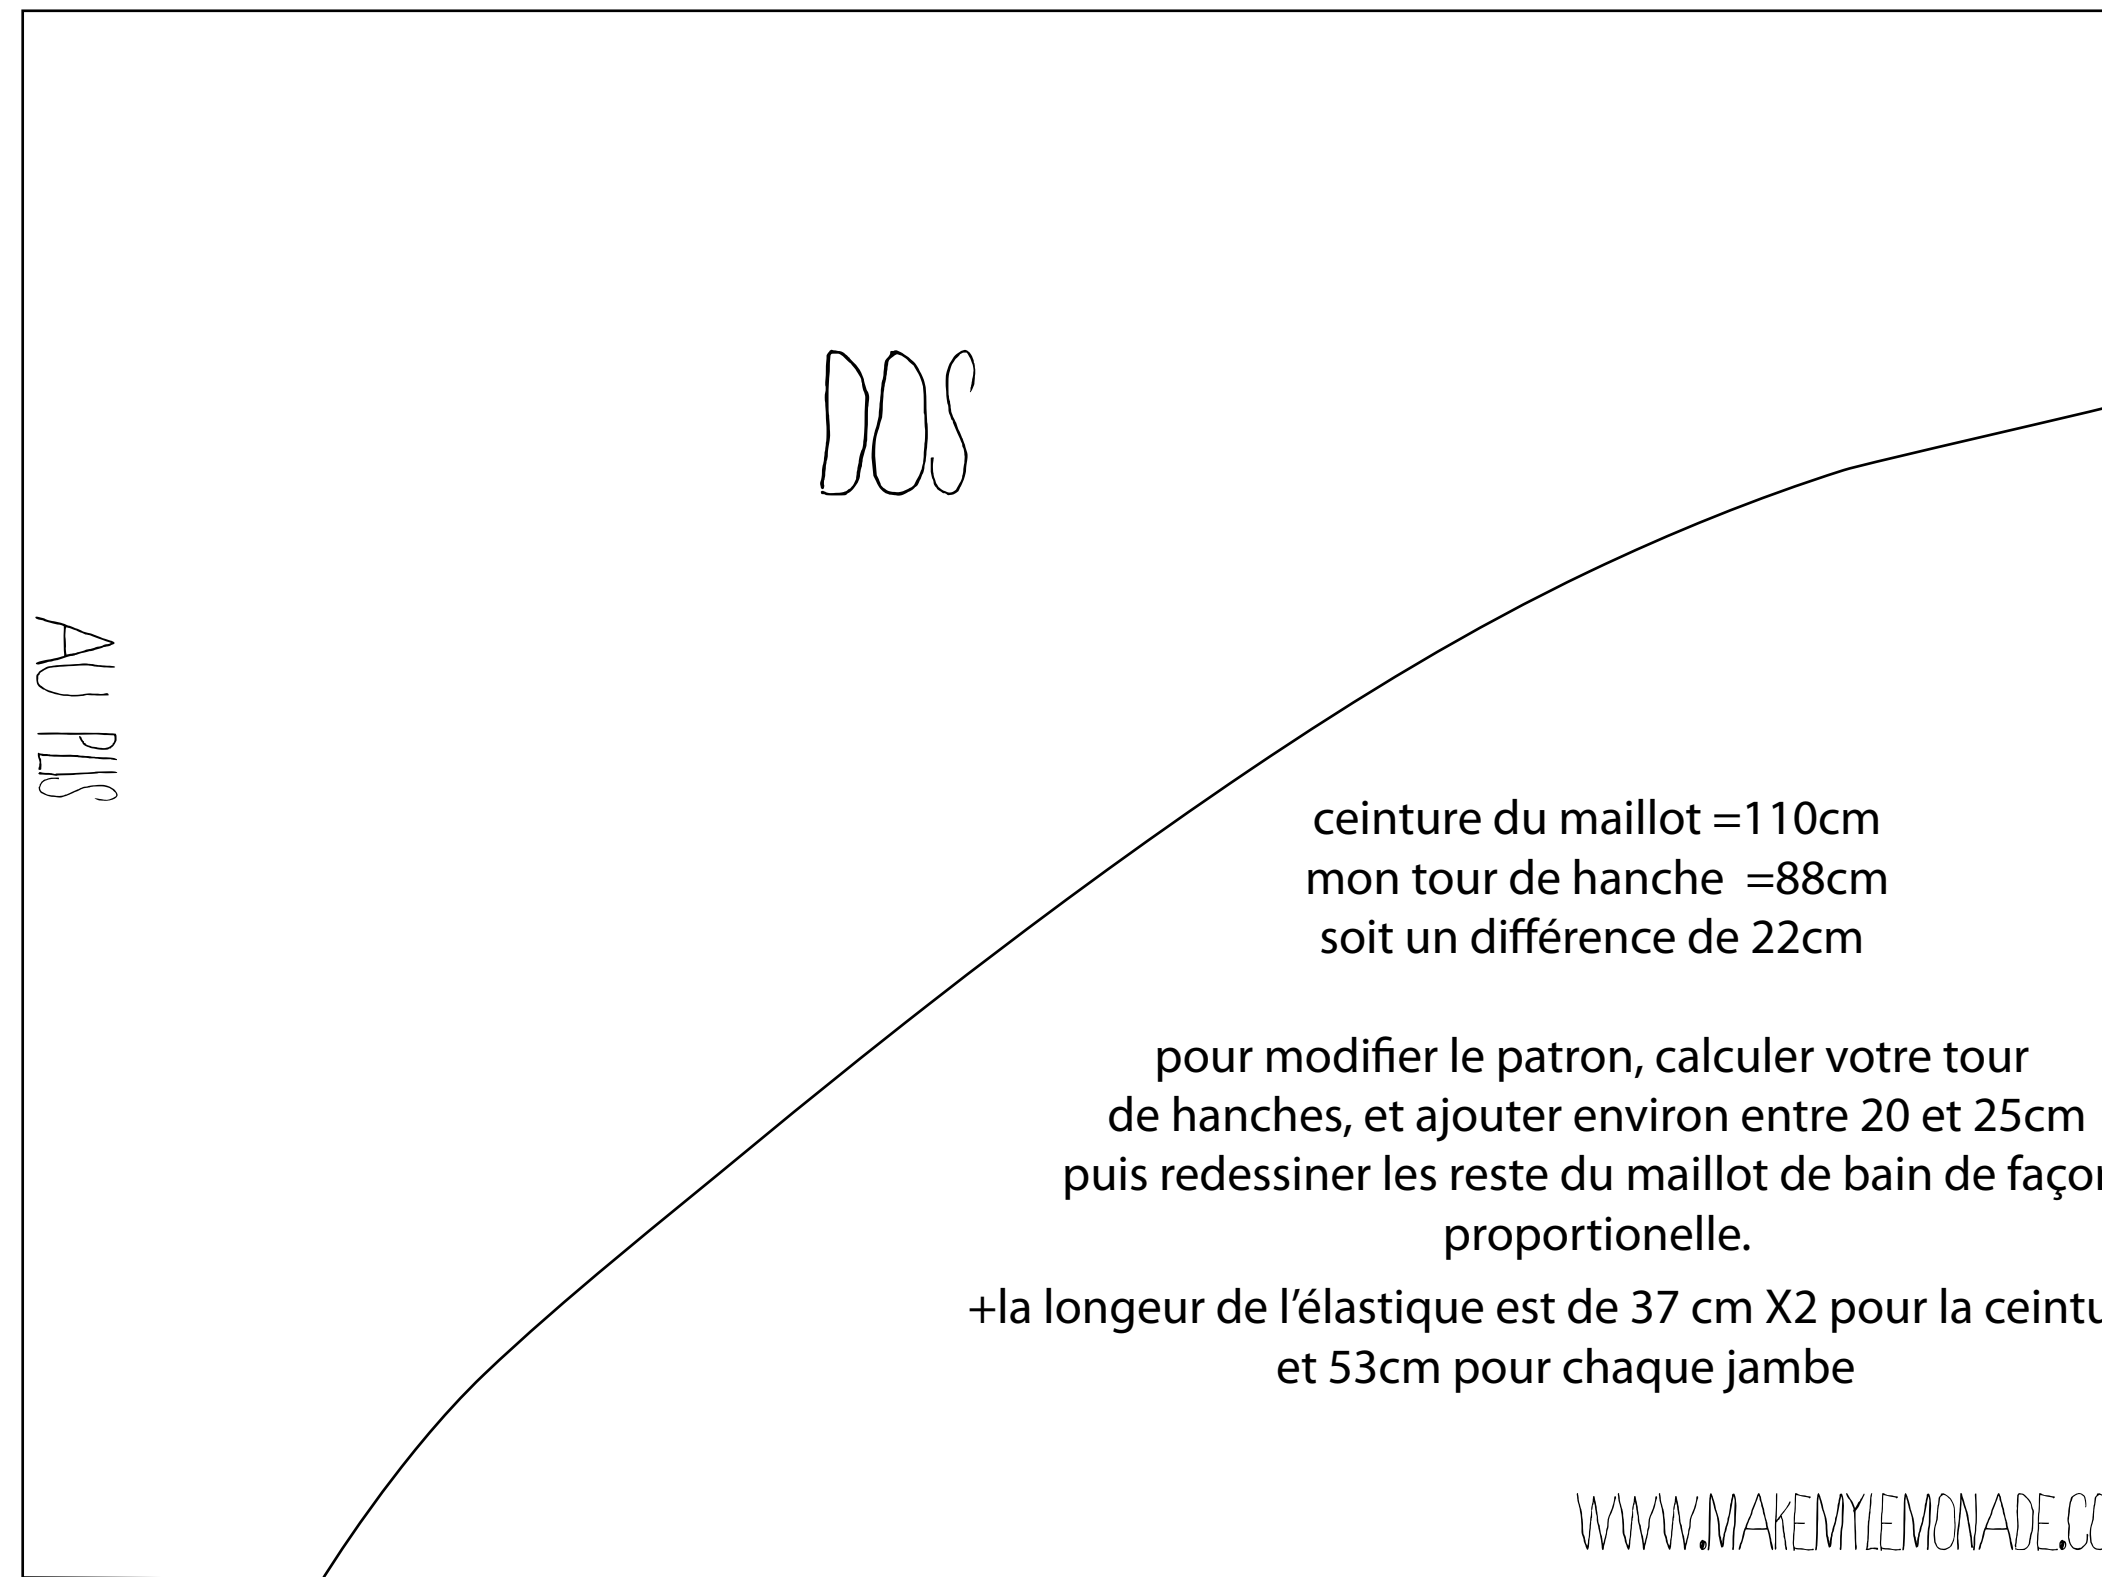 DOS
AU PLIS
ceinture du maillot =110cm
mon tour de hanche =88cm
soit un différence de 22cm
pour modifier le patron, calculer votre tour
de hanches, et ajouter environ entre 20 et 25cm
puis redessiner les reste du maillot de bain de façon
proportionelle.
+la longeur de l’élastique est de 37 cm X2 pour la ceintu
et 53cm pour chaque jambe
WWW.MAKEMYLEMONADE.CO